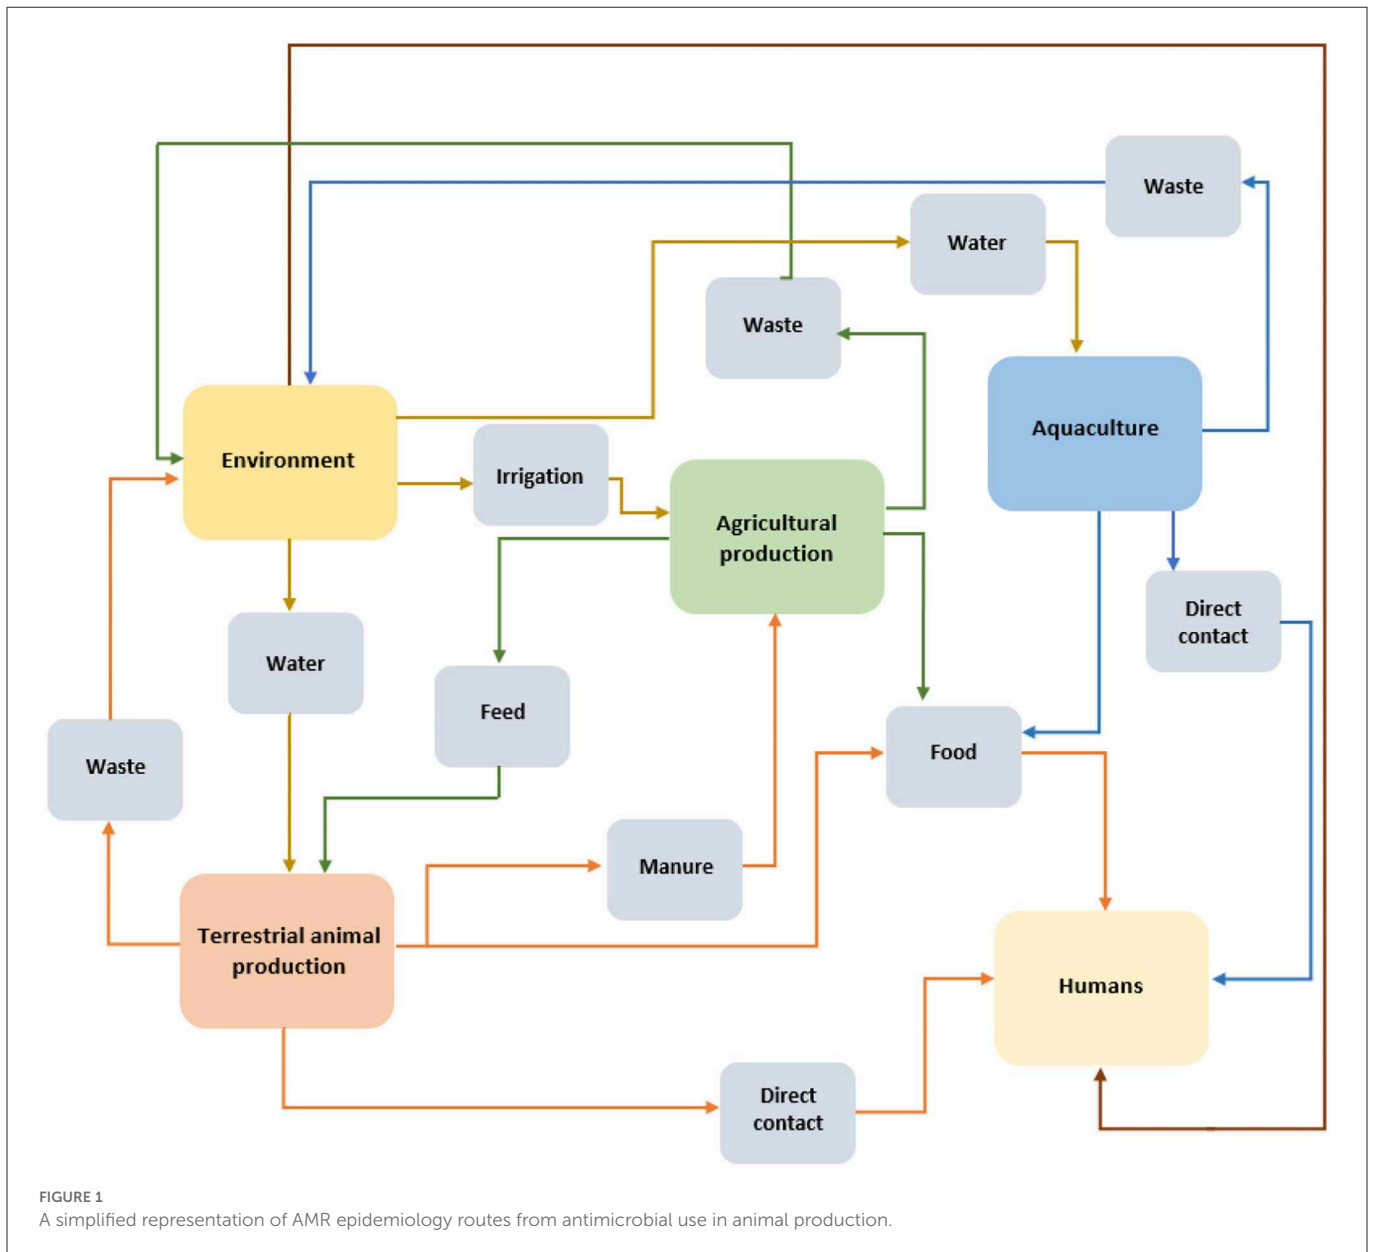 Waste
Water
Waste
Aquaculture
Environment
Irrigation
Agricultural
production
Direct
contact
Water
Feed
Waste
Food
Manure
Terrestrial animal
production
Humans
Direct
contact
FIGURE 1
A simplified representation of AMR epidemiology routes from antimicrobial use in animal production.